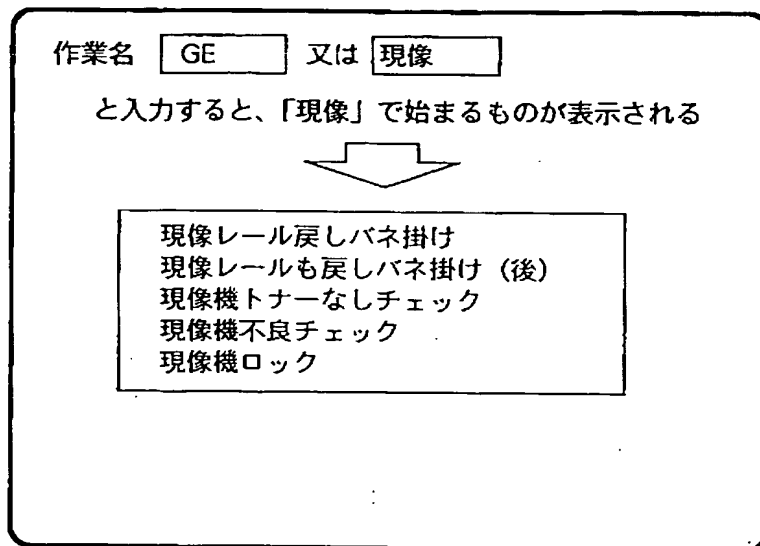 作業名 GE 又は 現像
と入力すると、「現像」で始まるものが表示される
現像レール戻しバネ掛け
現像レールも戻しバネ掛け（後）
現像機トナーなしチェック
現像機不良チェック
現像機ロック